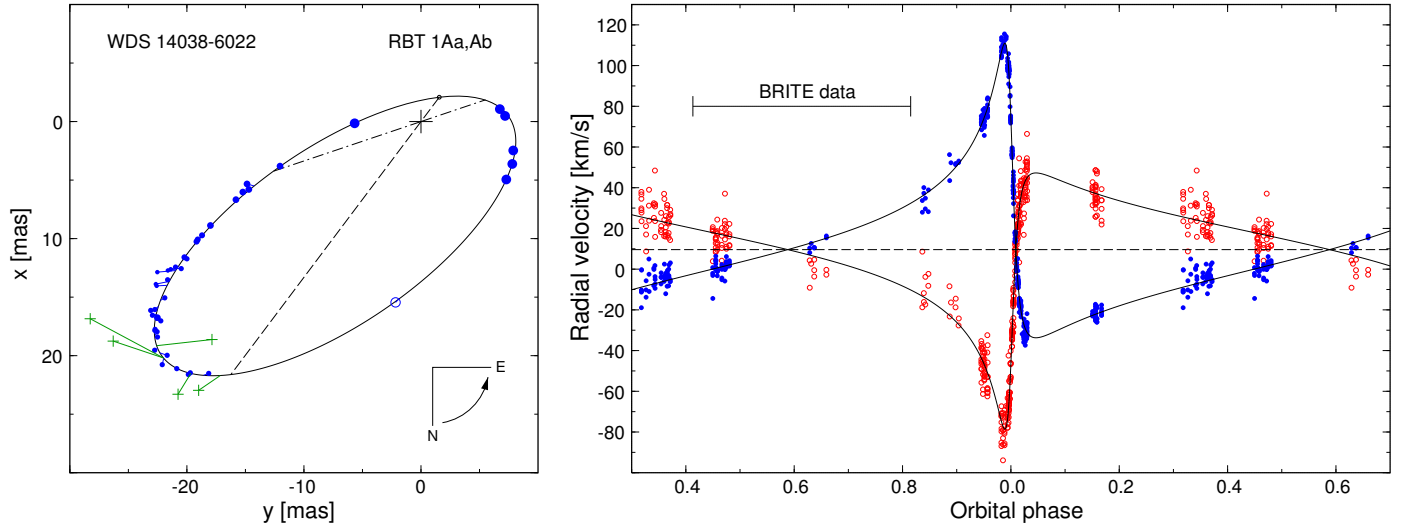 WDS 14038-6022
RBT 1Aa,Ab
0
10
20
x [mas]
E
N
-20
-10
0
y [mas]
120
100
80
60
40
20
0
-20
-40
-60
-80
Radial velocity [km/s]
BRITE data
0.4
0.6
0.8
0.0
0.2
0.4
0.6
Orbital phase